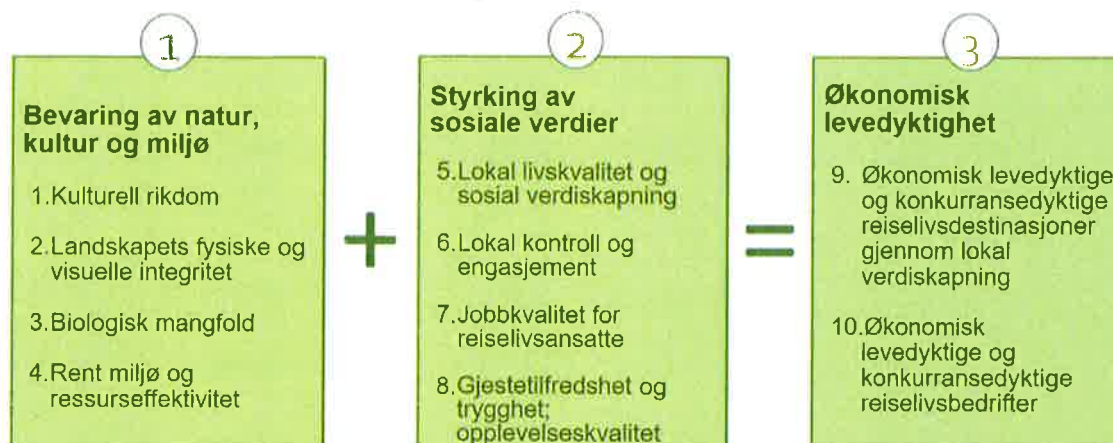 1
Bevaring av natur,
kultur og miljø
1.Kulturell rikdom
2.Landskapets fysiske og
visuelle integritet
3.Biologisk mangfold
4.Rent miljø og
ressurseffektivitet
+
2
Styrking av
sosiale verdier
5.Lokal livskvalitet og
sosial verdiskapning
6.Lokal kontroll og
engasjement
7.Jobbkvalitet for
reiselivsansatte
8.Gjestetilfredshet og
trygghet;
opplevelseskvalitet
=
3
Økonomisk
levedyktighet
9. Økonomisk levedyktige
og konkurransedyktige
reiselivsdestinasjoner
gjennom lokal
verdiskapning
10.Økonomisk
levedyktige og
konkurransedyktige
reiselivsbedrifter